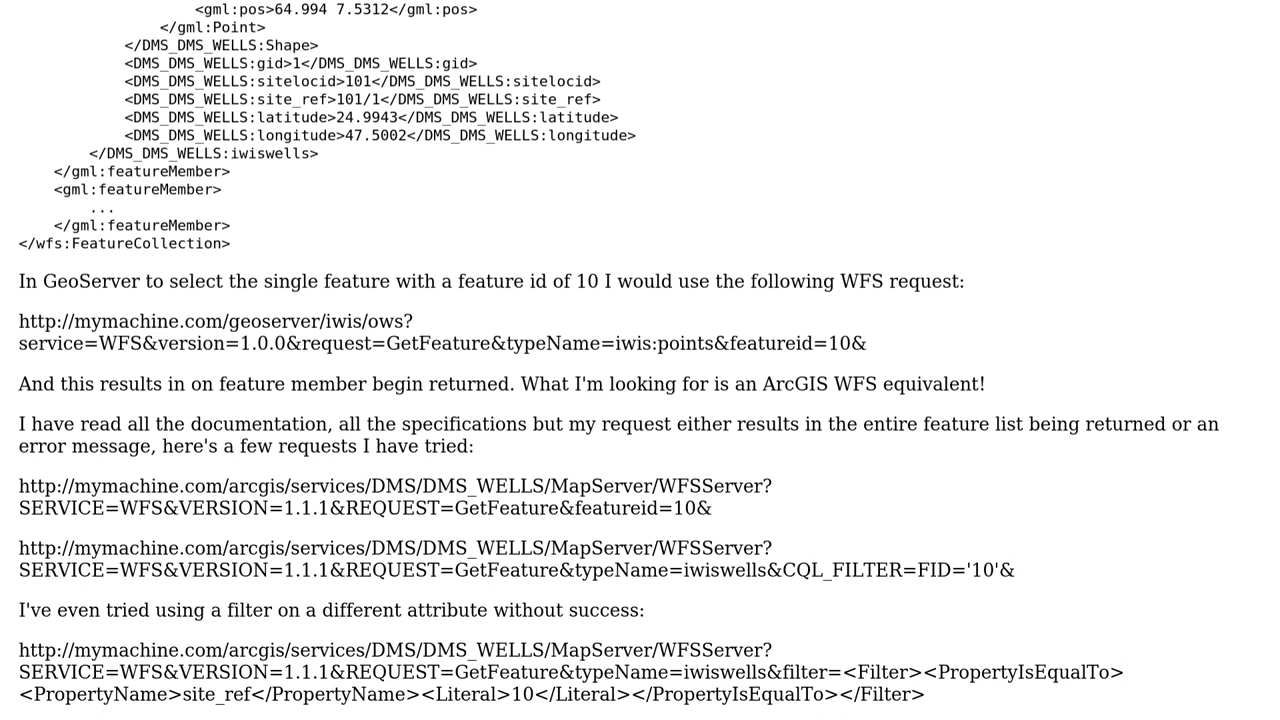 <gml:pos>64.994 7.5312</gml:pos>
</gml:Point>
</DMS_DMS_WELLS:Shape>
<DMS_DMS_WELLS:gid>1</DMS_DMS_WELLS:gid>
<DMS_DMS_WELLS:sitelocid>101</DMS_DMS_WELLS:sitelocid>
<DMS_DMS_WELLS:site_ref>101/1</DMS_DMS_WELLS:site_ref>
<DMS_DMS_WELLS:latitude>24.9943</DMS_DMS_WELLS:latitude>
<DMS_DMS_WELLS:longitude>47.5002</DMS_DMS_WELLS:longitude>
</DMS_DMS_WELLS:iwiswells>
</gml:featureMember>
<gml:featureMember>
...
</gml:featureMember>
</wfs:FeatureCollection>
In GeoServer to select the single feature with a feature id of 10 I would use the following WFS request:
http://mymachine.com/geoserver/iwis/ows?
service=WFS&version=1.0.0&request=GetFeature&typeName=iwis:points&featureid=10&
And this results in on feature member begin returned. What I'm looking for is an ArcGIS WFS equivalent!
I have read all the documentation, all the specifications but my request either results in the entire feature list being returned or an
error message, here's a few requests I have tried:
http://mymachine.com/arcgis/services/DMS/DMS_WELLS/MapServer/WFSServer?
SERVICE=WFS&VERSION=1.1.1&REQUEST=GetFeature&featureid=10&
http://mymachine.com/arcgis/services/DMS/DMS_WELLS/MapServer/WFSServer?
SERVICE=WFS&VERSION=1.1.1&REQUEST=GetFeature&typeName=iwiswells&CQL_FILTER=FID='10'&
I've even tried using a filter on a different attribute without success:
http://mymachine.com/arcgis/services/DMS/DMS_WELLS/MapServer/WFSServer?
SERVICE=WFS&VERSION=1.1.1&REQUEST=GetFeature&typeName=iwiswells&filter=<Filter><PropertyIsEqualTo>
<PropertyName>site_ref</PropertyName><Literal>10</Literal></PropertyIsEqualTo></Filter>